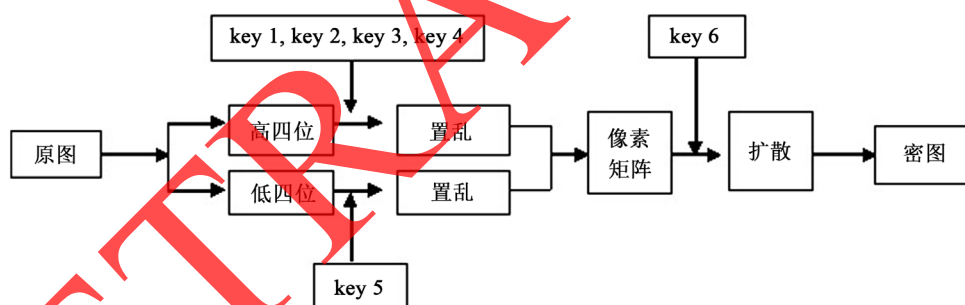 key 1, key 2, key 3, key 4
key 6
原图
高四位
置乱
像素
矩阵
扩散
密图
低四位
置乱
key 5